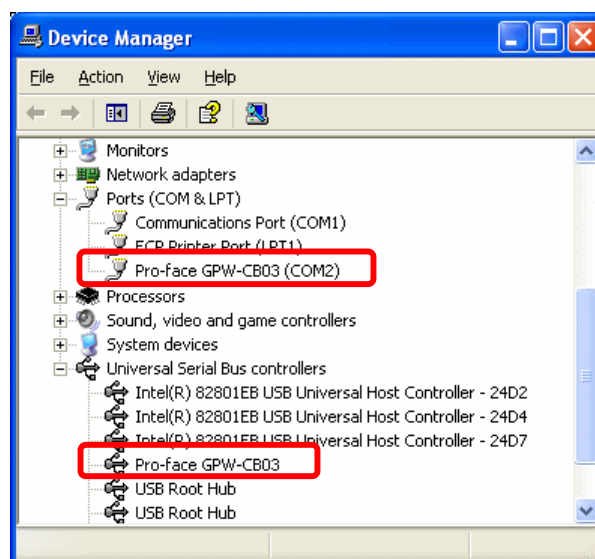 Device Manager
File Action View Help
Monitors
Network adapters
Ports (COM & LPT)
Communications Port (COM1)
ECP Printer Port (LPT1)
Pro-face GPW-CB03 (COM2)
Processors
Sound, video and game controllers
System devices
Universal Serial Bus controllers
Intel(R) 82801EB USB Universal Host Controller - 24D2
Intel(R) 82801EB USB Universal Host Controller - 24D4
Intel(R) 82801EB USB Universal Host Controller - 24D7
Pro-face GPW-CB03
USB Root Hub
USB Root Hub